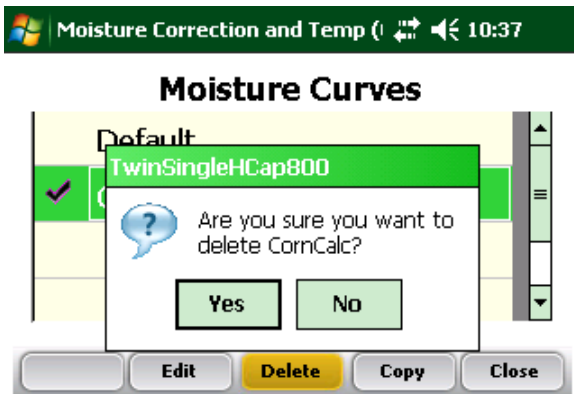 Moisture Correction and Temp ( 10:37
Moisture Curves
Default
TwinSingleHCap800
Are you sure you want to
delete CornCalc?
Yes No
Edit Delete Copy Close